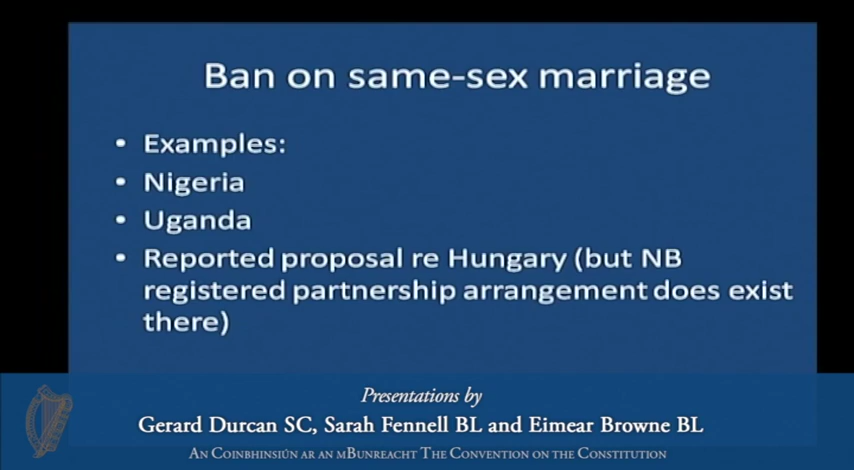 Ban on same-sex marriage
• Examples:
• Nigeria
• Uganda
• Reported proposal re Hungary (but NB
registered partnership arrangement does exist
there)
Presentations by
Gerard Durcan SC, Sarah Fennell BL and Eimear Browne BL
An Coinbhinsiún ar an mBunreacht The Convention on the Constitution